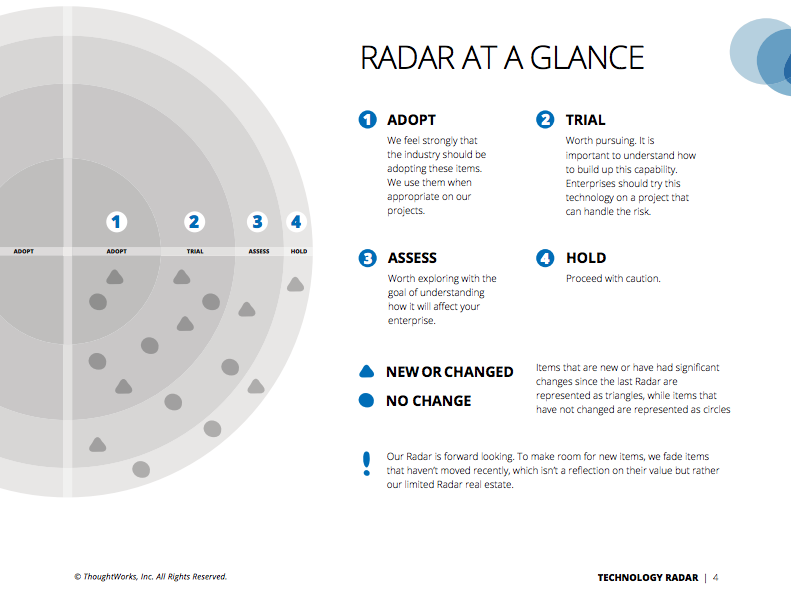 RADAR AT A GLANCE
1 ADOPT
We feel strongly that
the industry should be
adopting these items.
We use them when
appropriate on our
projects.
2 TRIAL
Worth pursuing. It is
important to understand how
to build up this capability.
Enterprises should try this
technology on a project that
can handle the risk.
1 2 3 4
ADOPT ADOPT TRIAL ASSESS HOLD
3 ASSESS
Worth exploring with the
goal of understanding
how it will affect your
enterprise.
4 HOLD
Proceed with caution.
NEW OR CHANGED
NO CHANGE
Items that are new or have had significant
changes since the last Radar are
represented as triangles, while items that
have not changed are represented as circles
! Our Radar is forward looking. To make room for new items, we fade items
that haven't moved recently, which isn't a reflection on their value but rather
our limited Radar real estate.
© ThoughtWorks, Inc. All Rights Reserved.
TECHNOLOGY RADAR | 4